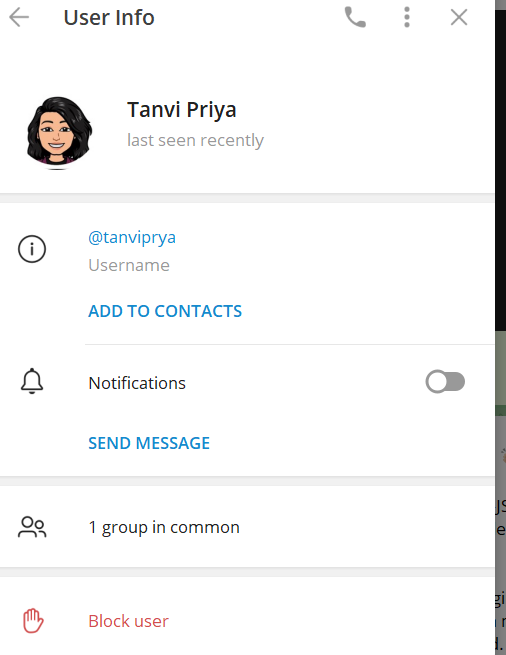 User Info
Tanvi Priya
last seen recently
@tanviprya
Username
ADD TO CONTACTS
Notifications
SEND MESSAGE
1 group in common
Block user